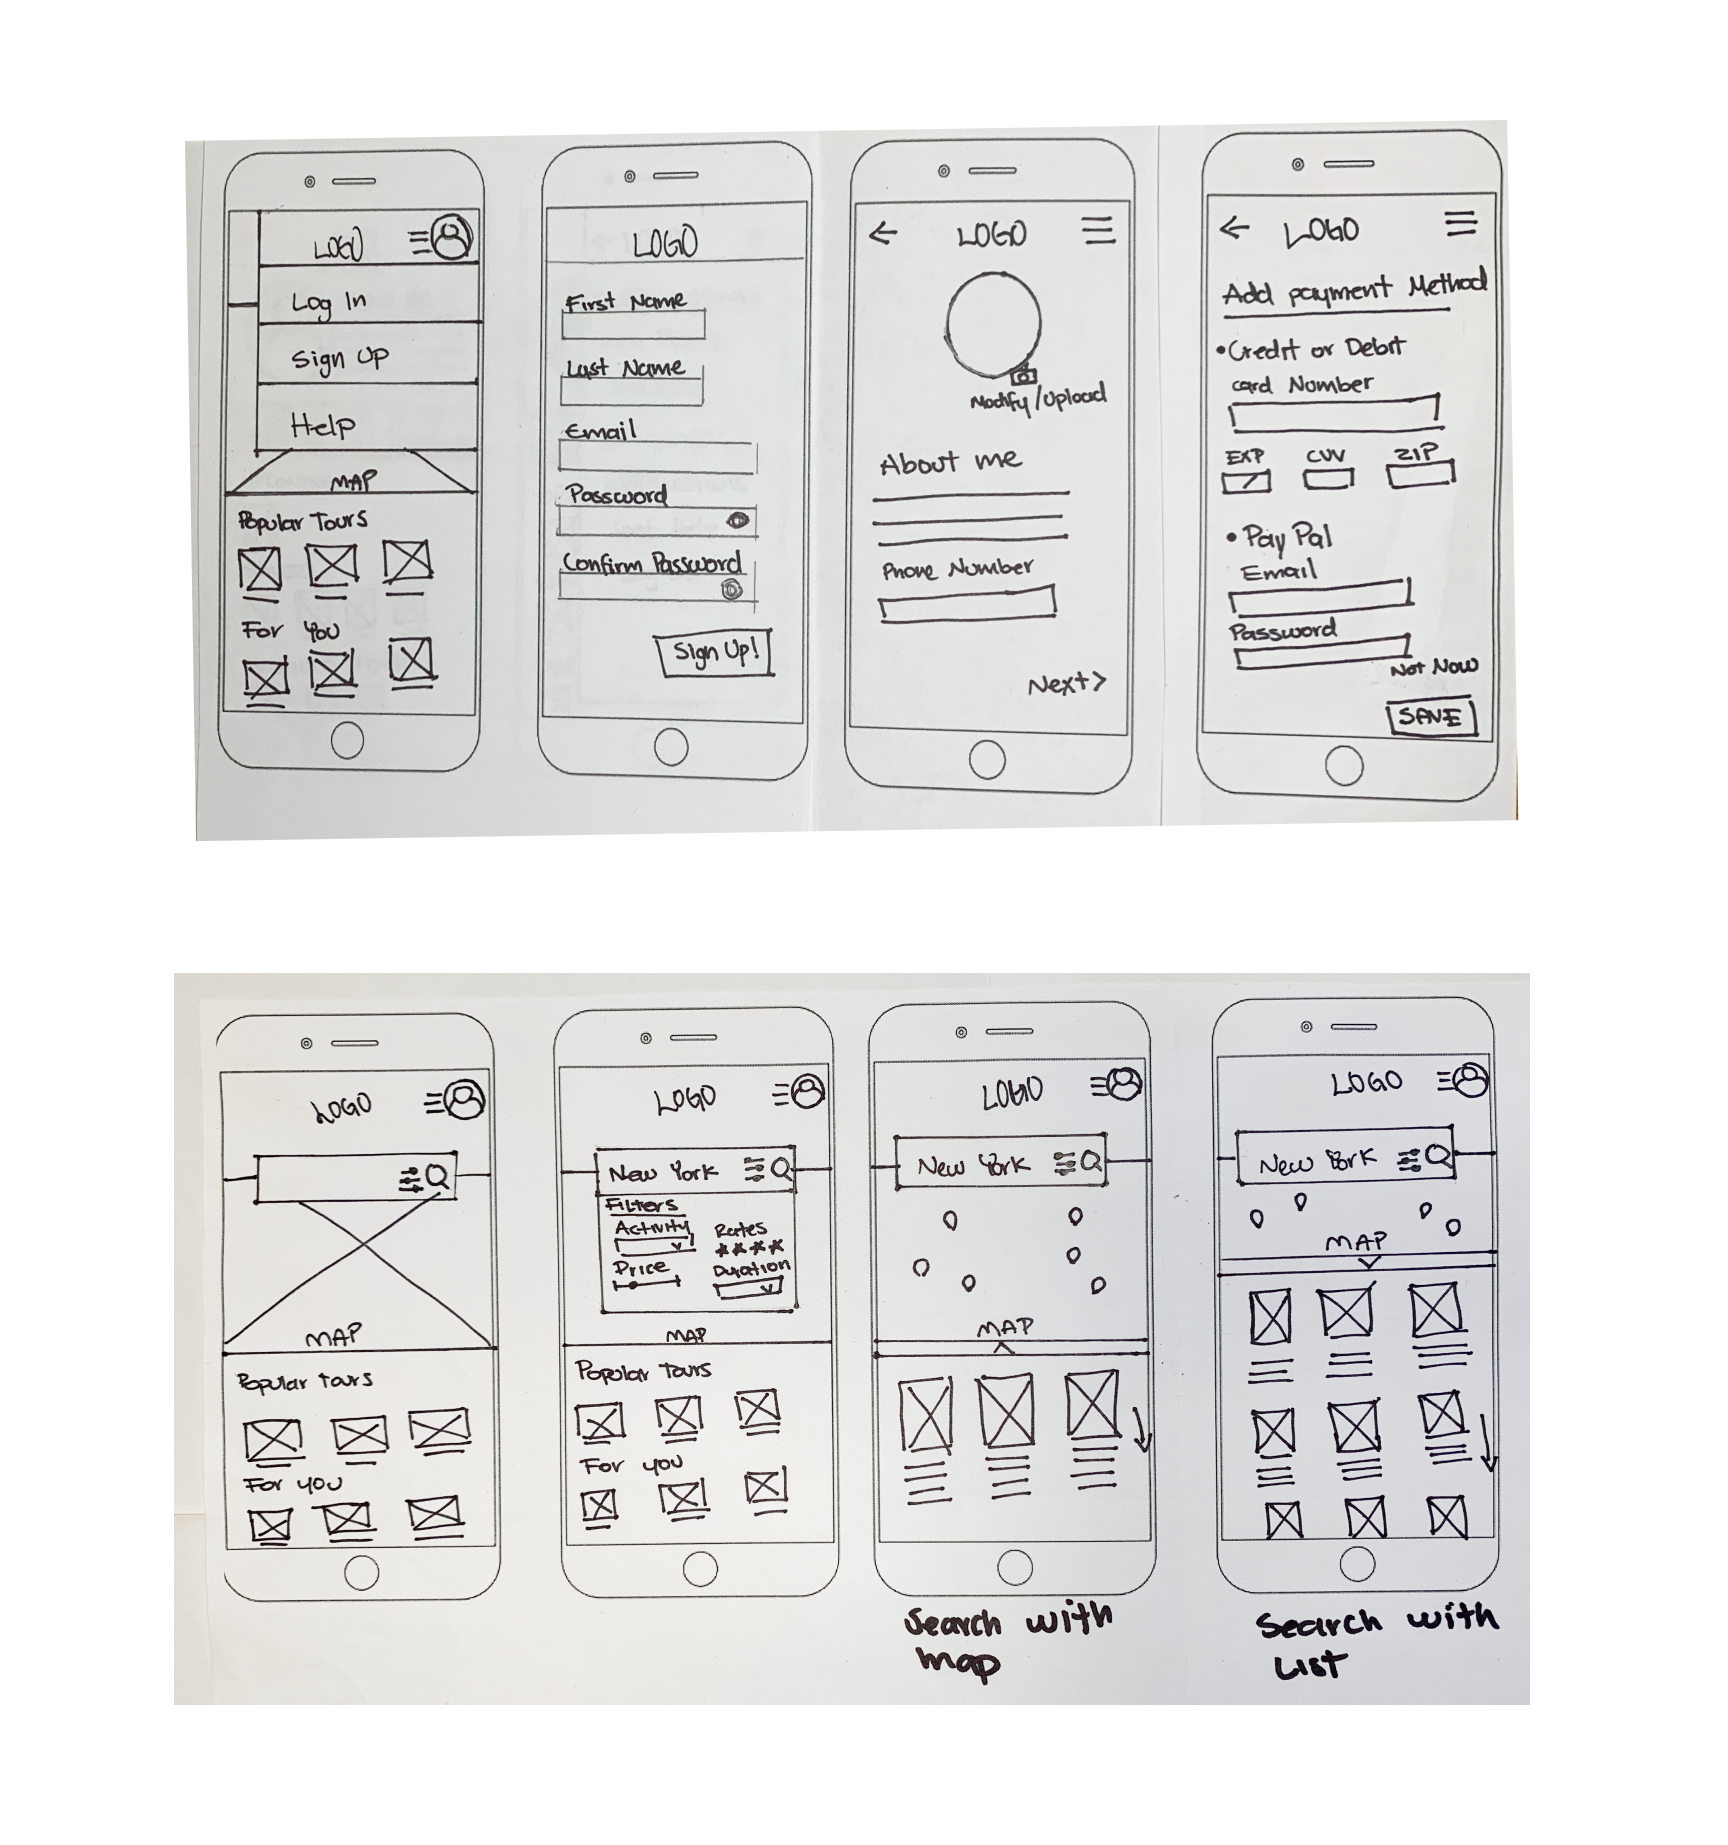 LOGO
Log In
Sign Up
Help
MAP
Popular Tours
For You
LOGO
First Name
Last Name
Email
Password
Confirm Password
Sign Up!
LOGO
Modify/Upload
About me
Phone Number
Next>
LOGO
Add payment Method
•Credit or Debit
card Number
EXP CVV ZIP
•Pay Pal
Email
Password
Not Now
SAVE
LOGO
MAP
Popular tours
For you
LOGO
New York
Filters
Activity Rates
Price Duration
MAP
Popular Tours
For you
LOGO
New York
MAP
Search with
map
LOGO
New York
MAP
Search with
List